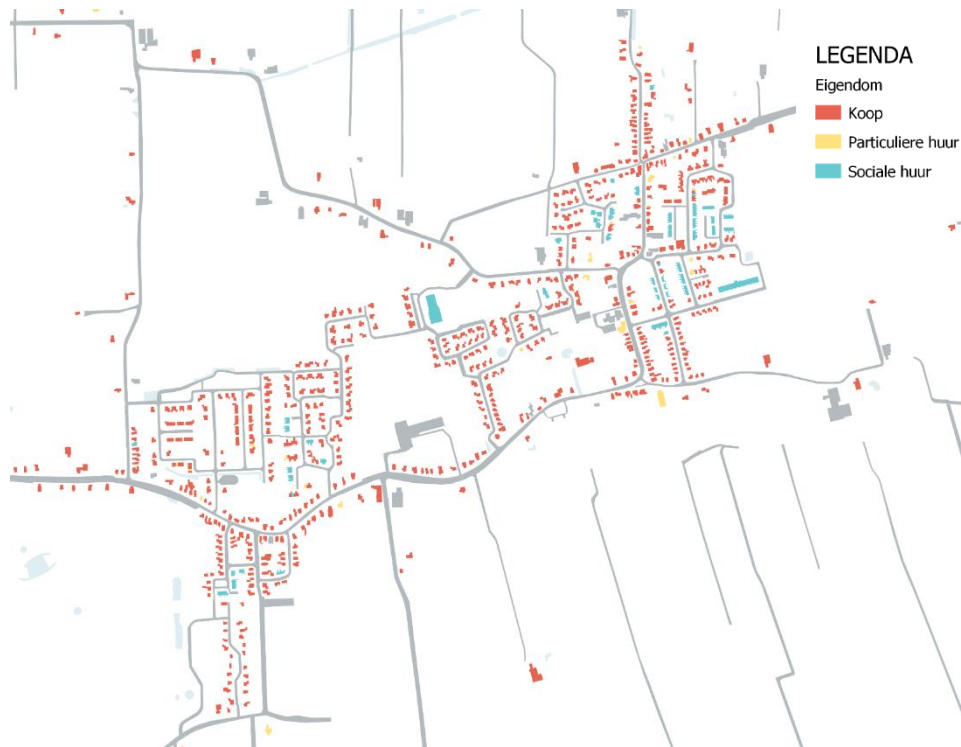 LEGENDA
Eigendom
Koop
Particuliere huur
Sociale huur